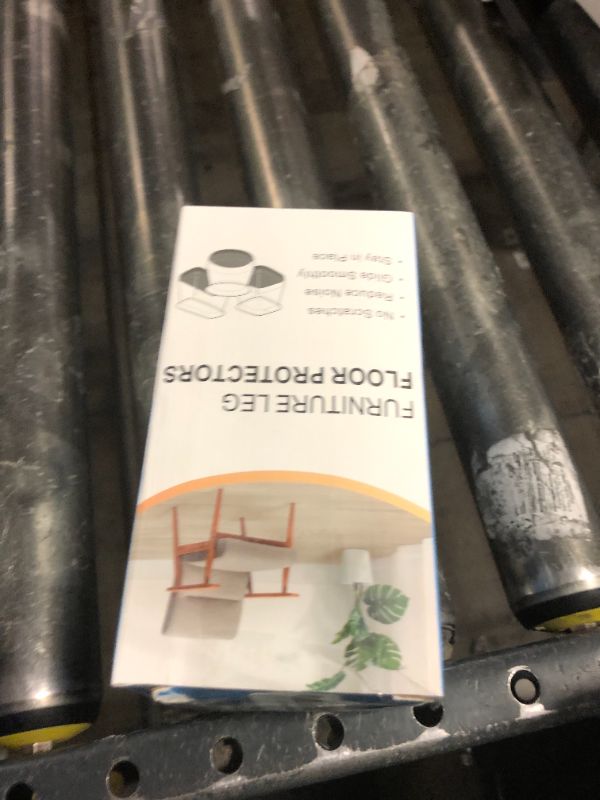 FURNITURE LEG
FLOOR PROTECTORS
• No Scratches
• Reduce Noise
• Glide Smoothly
• Stay in Place